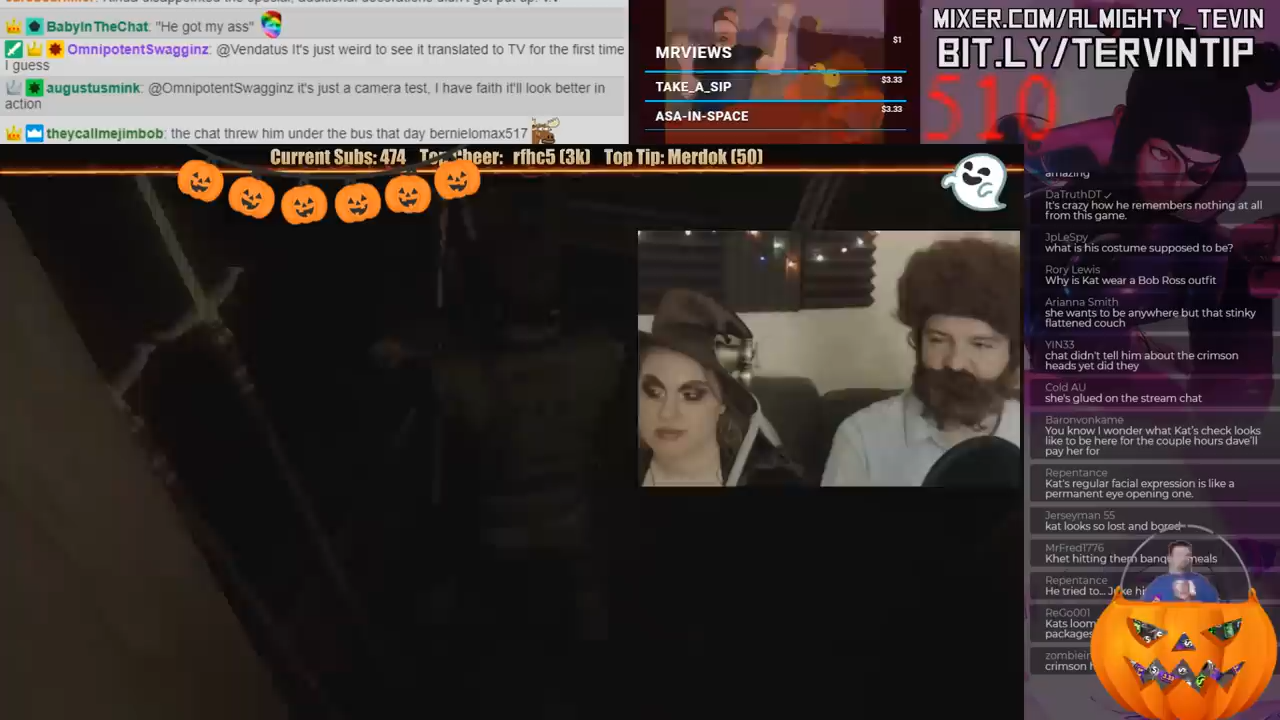 BabyInTheChat: "He got my ass"
OmnipotentSwagginz: @Vendatus It's just weird to see it translated to TV for the first time
I guess
augustusmink: @OmnipotentSwagginz it's just a camera test, I have faith it'll look better in
action
theycallmejimbob: the chat threw him under the bus that day bernielomax517
MRVIEWS $1
TAKE_A_SIP $3.33
ASA-IN-SPACE $3.33
MIXER.COM/ALMIGHTY_TEVIN
BIT.LY/TERVINTIP
510
Current Subs: 474 Top Cheer: rfhc5 (3k) Top Tip: Merdok (50)
amazing
DaTruthDT
It's crazy how he remembers nothing at all
from this game.
JpLeSpy
what is his costume supposed to be?
Rory Lewis
Why is Kat wear a Bob Ross outfit
Arianna Smith
she wants to be anywhere but that stinky
flattened couch
YIN33
chat didn't tell him about the crimson
heads yet did they
Cold AU
she's glued on the stream chat
Baronvonkame
You know I wonder what Kat's check looks
like to be here for the couple hours dave'll
pay her for
Repentance
Kat's regular facial expression is like a
permanent eye opening one.
Jerseyman 55
kat looks so lost and bored
MrFred1776
Khet hitting them banquet meals
Repentance
He tried to...
ReGo001
Kats
packages
crimson